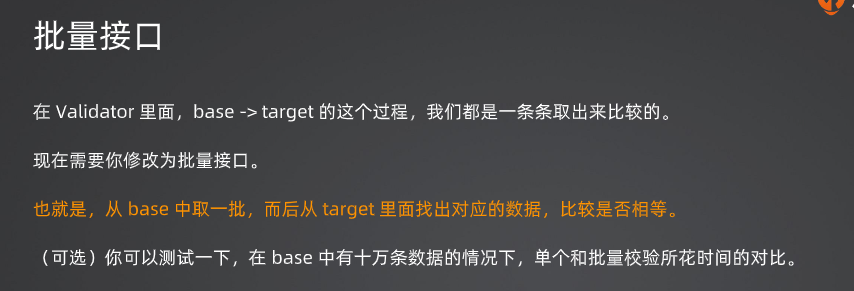 批量接口
在 Validator 里面，base -> target 的这个过程，我们都是一条条取出来比较的。
现在需要你修改为批量接口。
也就是，从 base 中取一批，而后从 target 里面找出对应的数据，比较是否相等。
（可选）你可以测试一下，在 base 中有十万条数据的情况下，单个和批量校验所花时间的对比。